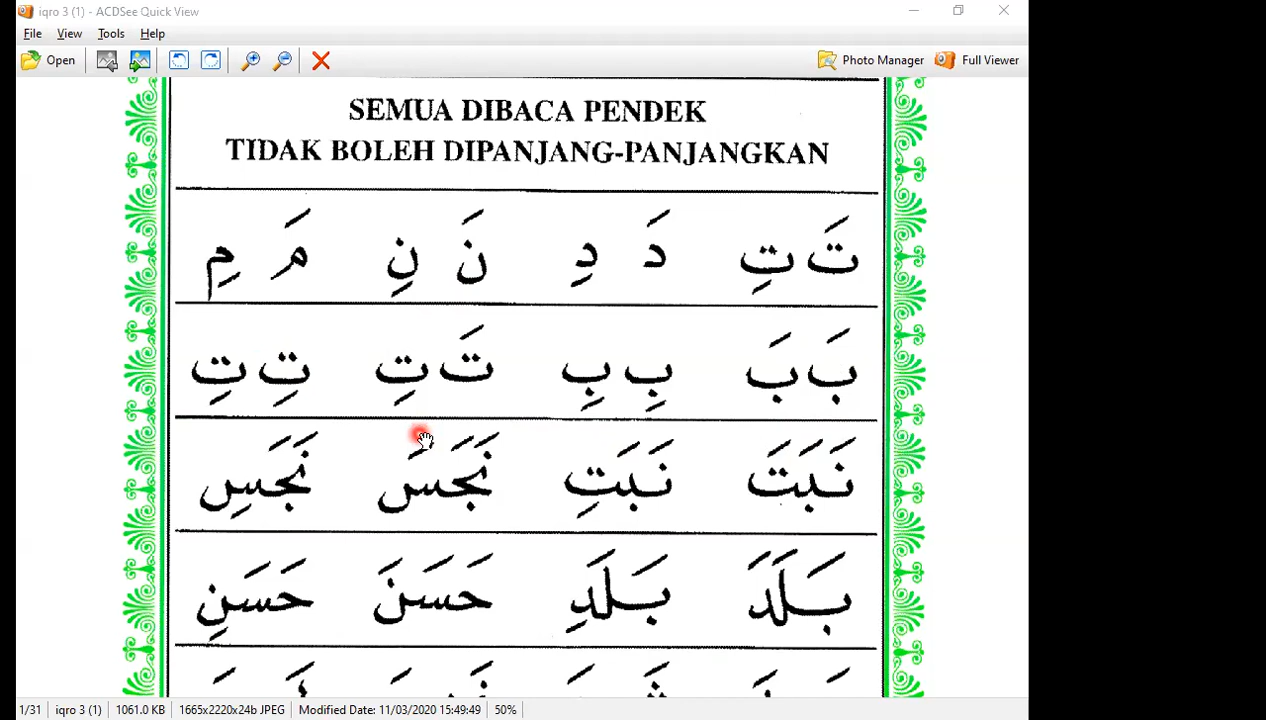 iqro 3 (1) - ACDSee Quick View
File View Tools Help
Open Photo Manager Full Viewer
SEMUA DIBACA PENDEK
TIDAK BOLEH DIPANJANG-PANJANGKAN
تَ تِ دَ دِ نَ نِ مَ مِ
بَ بَ بِ بِ تَ تِ تِ تِ
نَبَتَ نَبَتِ نَجَسَ نَجَسِ
بَلَدَ بَلَدِ حَسَنَ حَسَنِ
1/31 iqro 3 (1) 1061.0 KB 1665x2220x24b JPEG Modified Date: 11/03/2020 15:49:49 50%